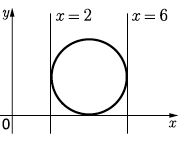 y
x = 2
x = 6
0
x